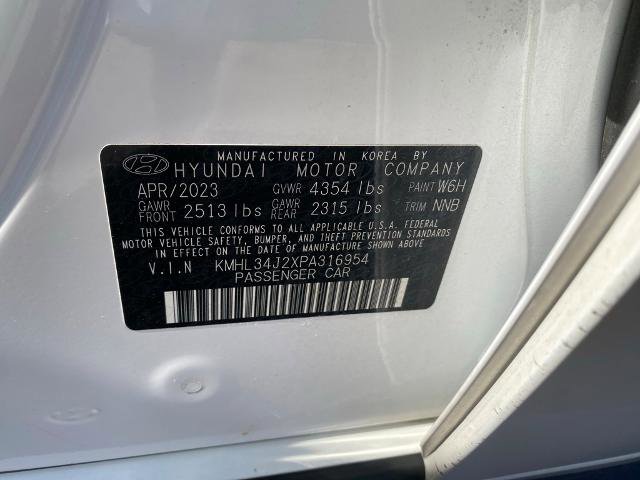 MANUFACTURED IN KOREA BY
HYUNDAI MOTOR COMPANY
APR/2023 GVWR 4354 lbs PAINT W6H
GAWR FRONT 2513 lbs GAWR REAR 2315 lbs TRIM NNB
THIS VEHICLE CONFORMS TO ALL APPLICABLE U.S.A. FEDERAL
MOTOR VEHICLE SAFETY, BUMPER, AND THEFT PREVENTION STANDARDS
IN EFFECT ON THE DATE OF MANUFACTURE SHOWN ABOVE.
V.I.N KMHL34J2XPA316954
PASSENGER CAR